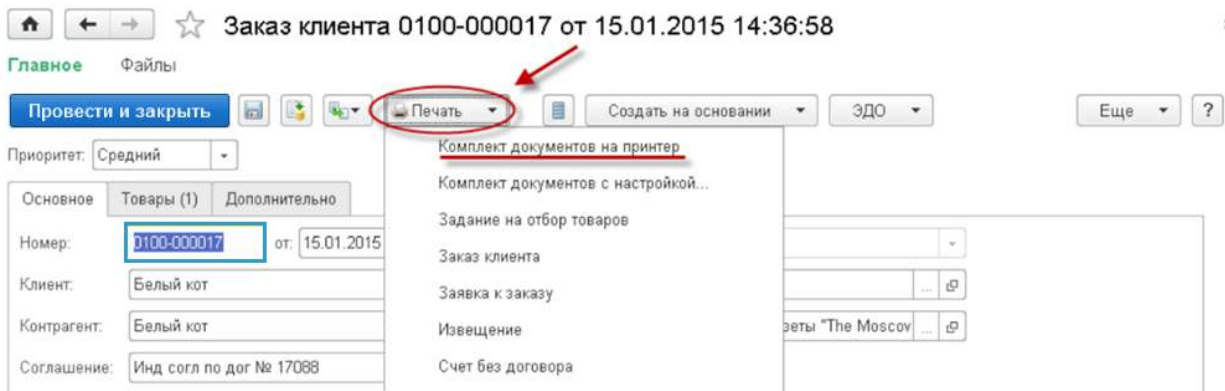 Заказ клиента 0100-000017 от 15.01.2015 14:36:58
Главное Файлы
Провести и закрыть Печать Создать на основании ЭДО Еще ?
Приоритет: Средний
Комплект документов на принтер
Комплект документов с настройкой...
Основное Товары (1) Дополнительно
Задание на отбор товаров
Номер: 0100-000017 от: 15.01.2015
Заказ клиента
Клиент: Белый кот ...
Заявка к заказу
Контрагент: Белый кот
Извещение
зеты "The Moscov ...
Соглашение: Инд согл по дог № 17088
Счет без договора